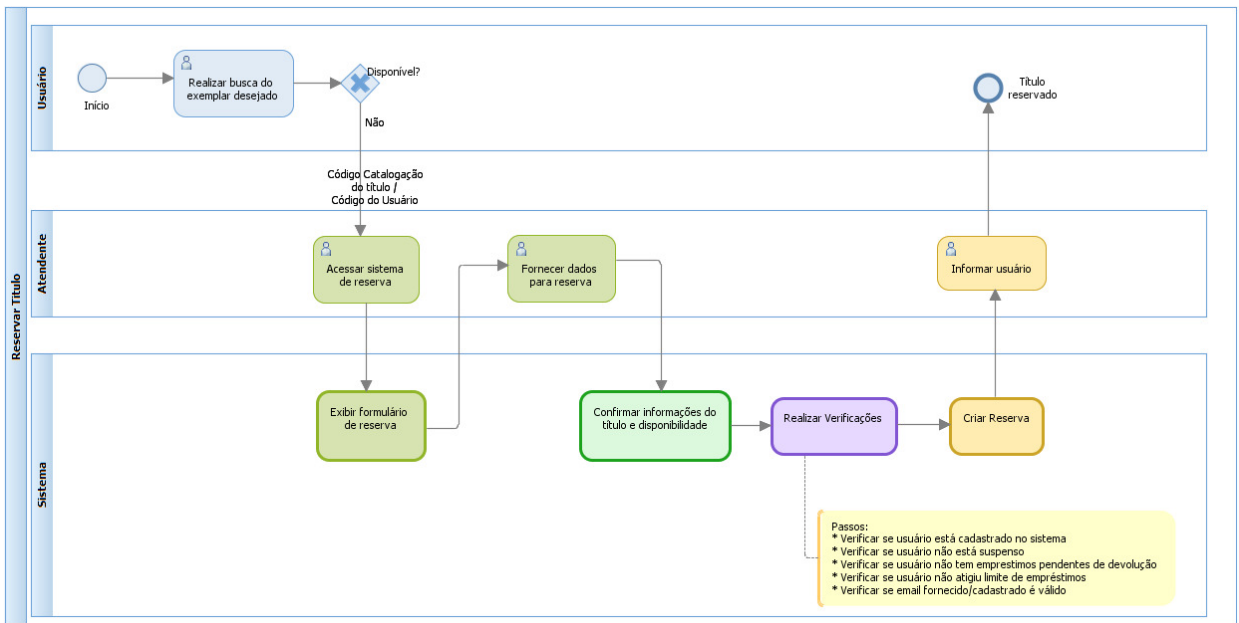 Reservar Título
Usuário
Início
Realizar busca do
exemplar desejado
Disponível?
Não
Título
reservado
Código Catalogação
do título /
Código do Usuário
Atendente
Acessar sistema
de reserva
Fornecer dados
para reserva
Informar usuário
Sistema
Exibir formulário
de reserva
Confirmar informações do
título e disponibilidade
Realizar Verificações
Criar Reserva
Passos:
* Verificar se usuário está cadastrado no sistema
* Verificar se usuário não está suspenso
* Verificar se usuário não tem emprestimos pendentes de devolução
* Verificar se usuário não atigiu limite de empréstimos
* Verificar se email fornecido/cadastrado é válido